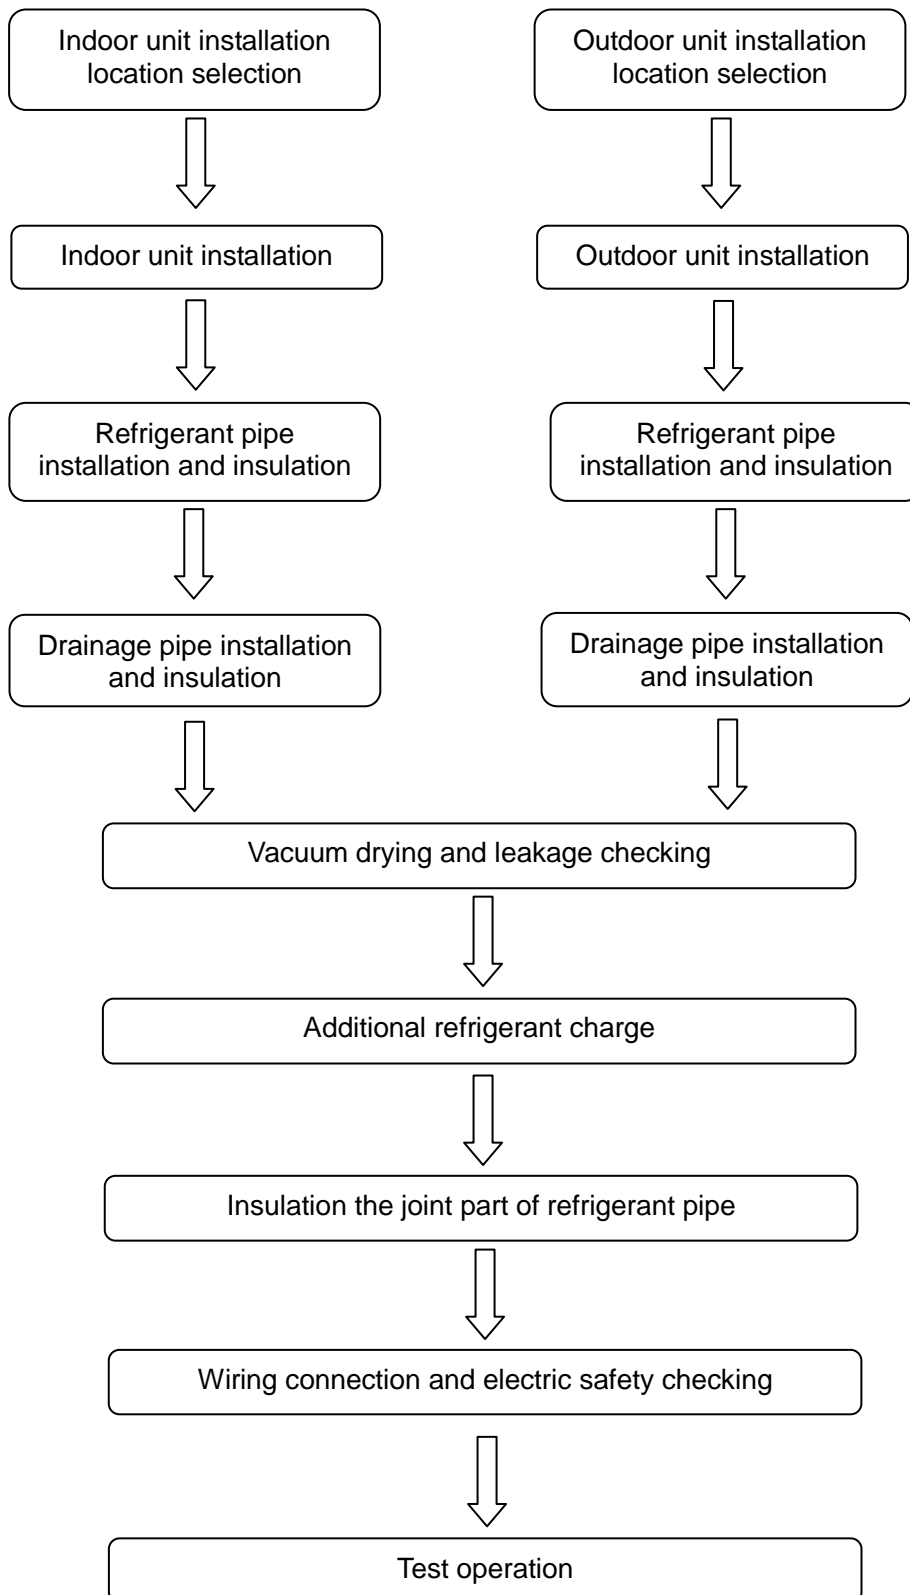 Indoor unit installation
location selection
Outdoor unit installation
location selection
Indoor unit installation
Outdoor unit installation
Refrigerant pipe
installation and insulation
Refrigerant pipe
installation and insulation
Drainage pipe installation
and insulation
Drainage pipe installation
and insulation
Vacuum drying and leakage checking
Additional refrigerant charge
Insulation the joint part of refrigerant pipe
Wiring connection and electric safety checking
Test operation